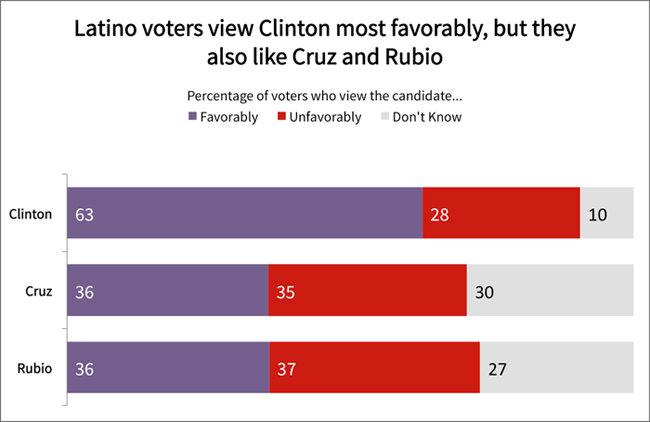 Latino voters view Clinton most favorably, but they
also like Cruz and Rubio
Percentage of voters who view the candidate...
Favorably Unfavorably Don't Know
Clinton 63 28 10
Cruz 36 35 30
Rubio 36 37 27